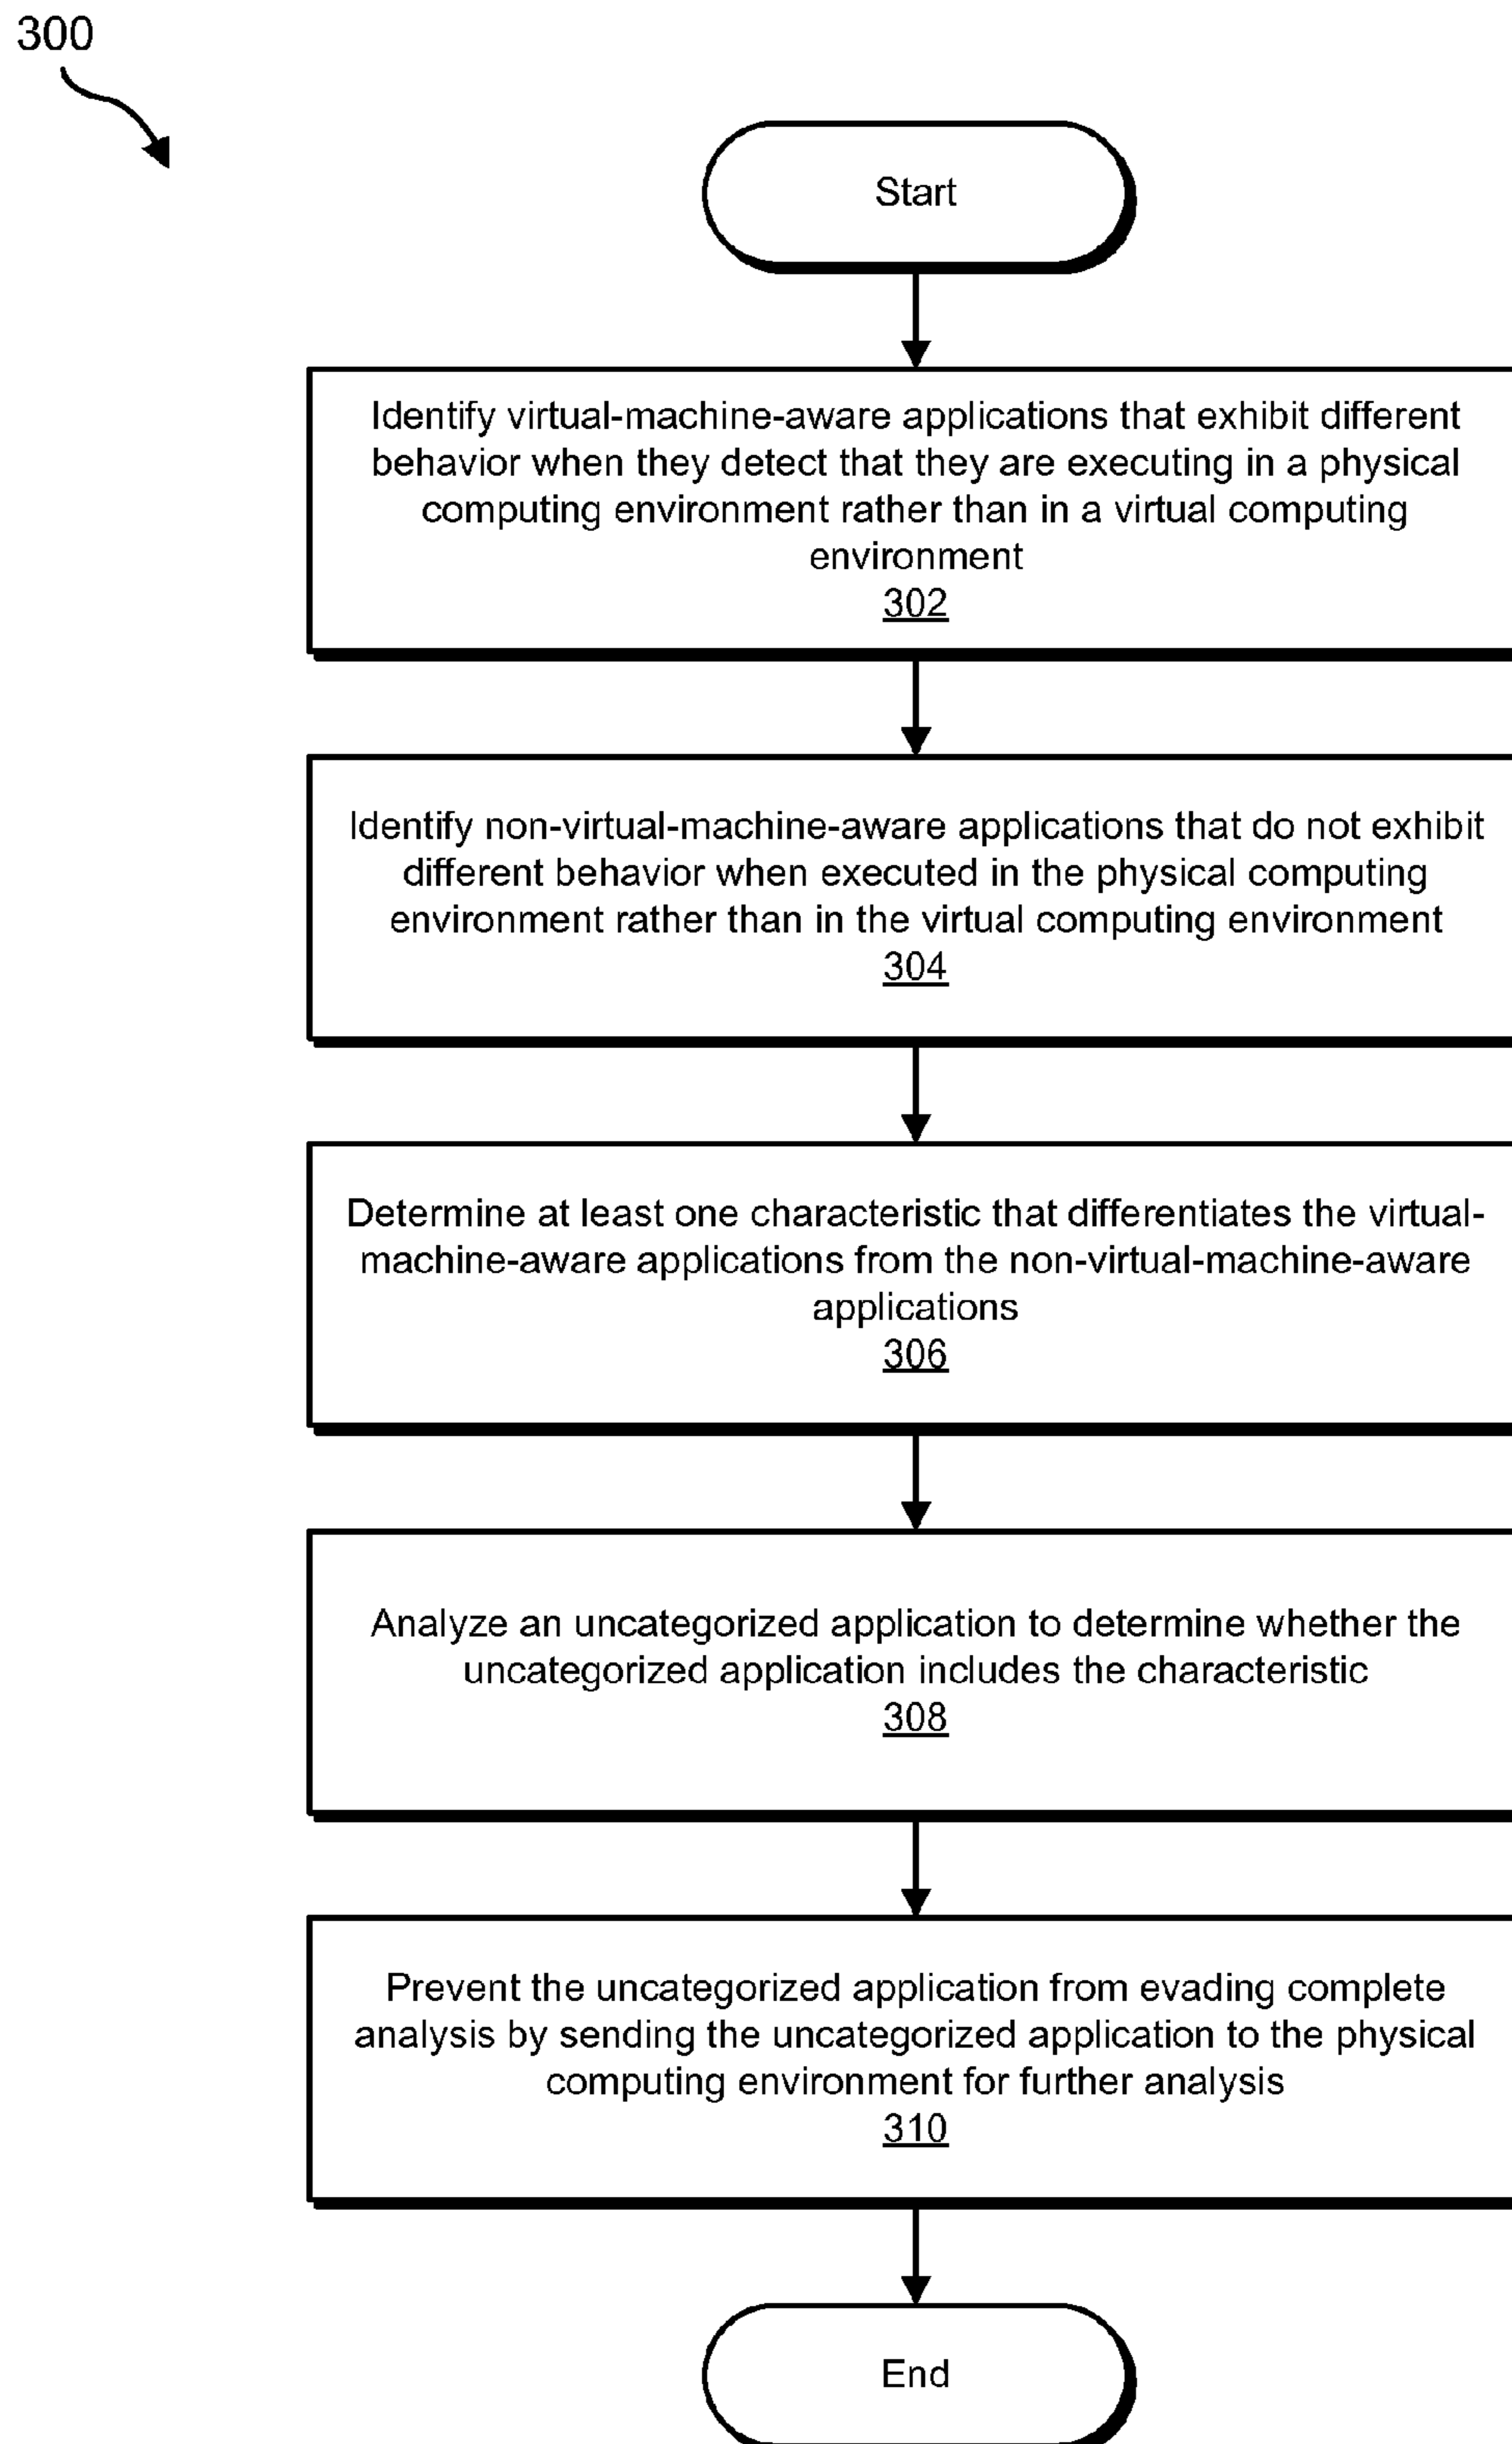 300
Start
Identify virtual-machine-aware applications that exhibit different
behavior when they detect that they are executing in a physical
computing environment rather than in a virtual computing
environment
302
Identify non-virtual-machine-aware applications that do not exhibit
different behavior when executed in the physical computing
environment rather than in the virtual computing environment
304
Determine at least one characteristic that differentiates the virtual-
machine-aware applications from the non-virtual-machine-aware
applications
306
Analyze an uncategorized application to determine whether the
uncategorized application includes the characteristic
308
Prevent the uncategorized application from evading complete
analysis by sending the uncategorized application to the physical
computing environment for further analysis
310
End